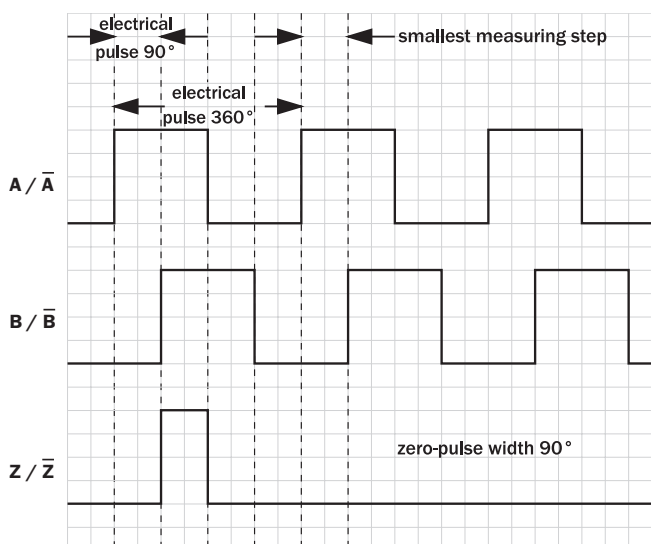 electrical
pulse 90°
smallest measuring step
electrical
pulse 360°
A / A̅
B / B̅
Z / Z̅
zero-pulse width 90°